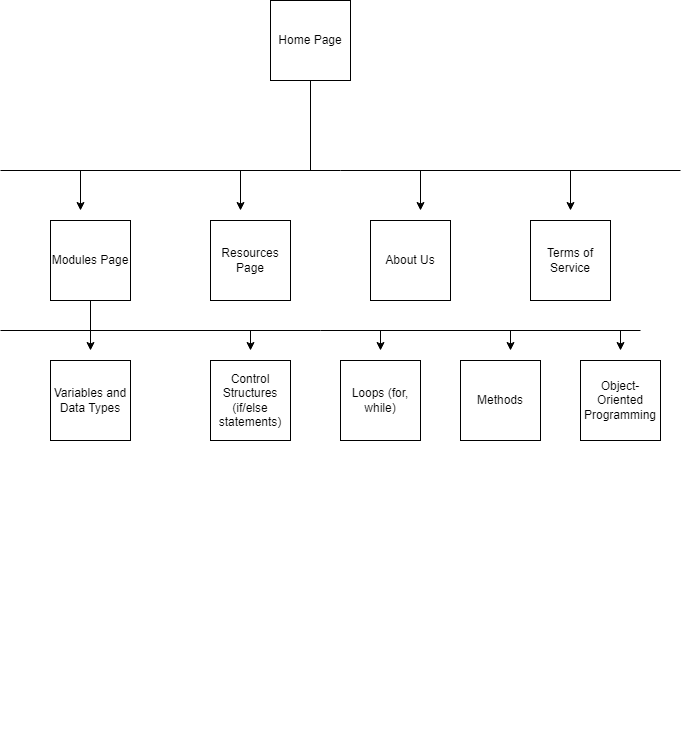 Home Page
Modules Page
Resources
Page
About Us
Terms of
Service
Variables and
Data Types
Control
Structures
(if/else
statements)
Loops (for,
while)
Methods
Object-
Oriented
Programming